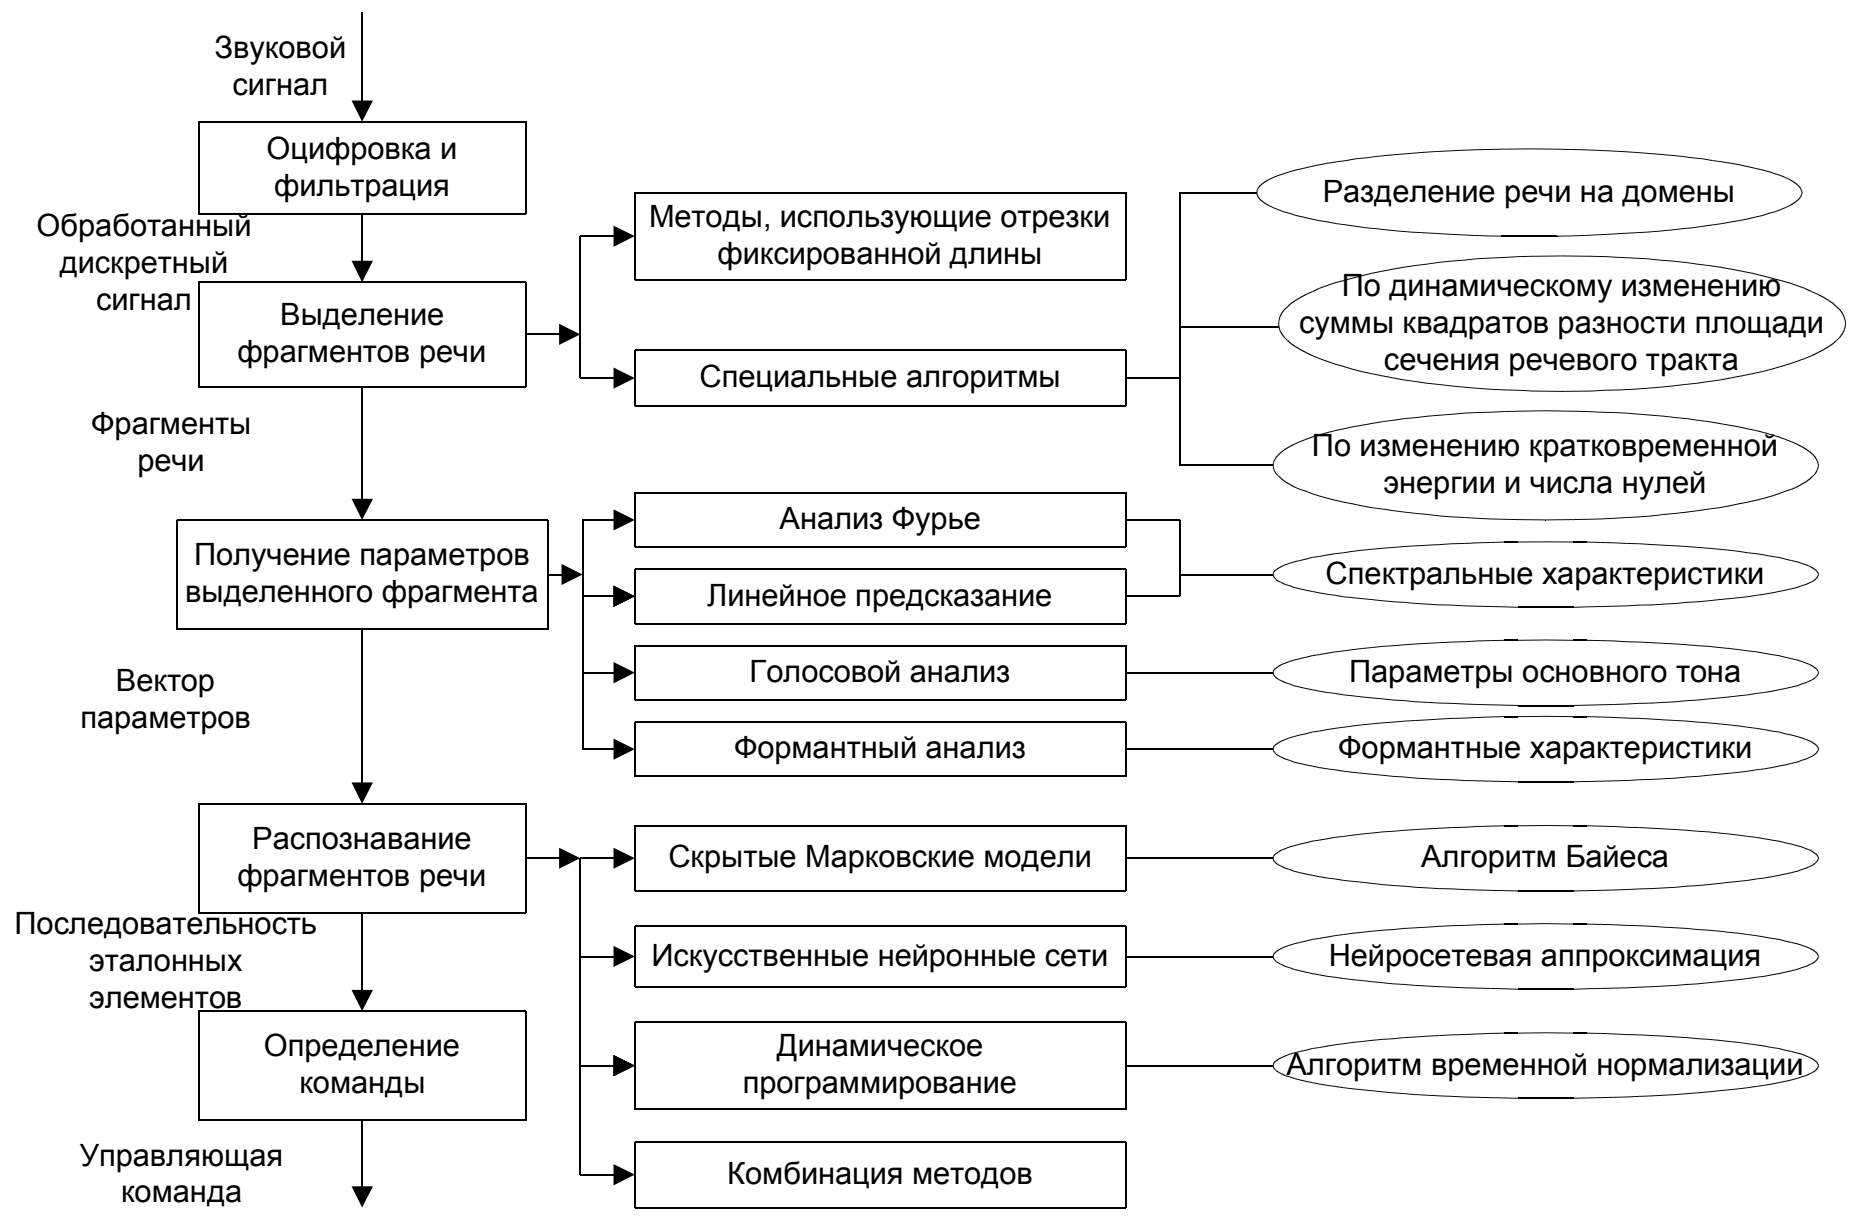 Звуковой
сигнал
Оцифровка и
фильтрация
Обработанный
дискретный
сигнал
Выделение
фрагментов речи
Методы, использующие отрезки
фиксированной длины
Специальные алгоритмы
Разделение речи на домены
По динамическому изменению
суммы квадратов разности площади
сечения речевого тракта
По изменению кратковременной
энергии и числа нулей
Фрагменты
речи
Получение параметров
выделенного фрагмента
Анализ Фурье
Линейное предсказание
Спектральные характеристики
Голосовой анализ
Параметры основного тона
Формантный анализ
Формантные характеристики
Вектор
параметров
Распознавание
фрагментов речи
Скрытые Марковские модели
Алгоритм Байеса
Искусственные нейронные сети
Нейросетевая аппроксимация
Динамическое
программирование
Алгоритм временной нормализации
Комбинация методов
Последовательность
эталонных
элементов
Определение
команды
Управляющая
команда